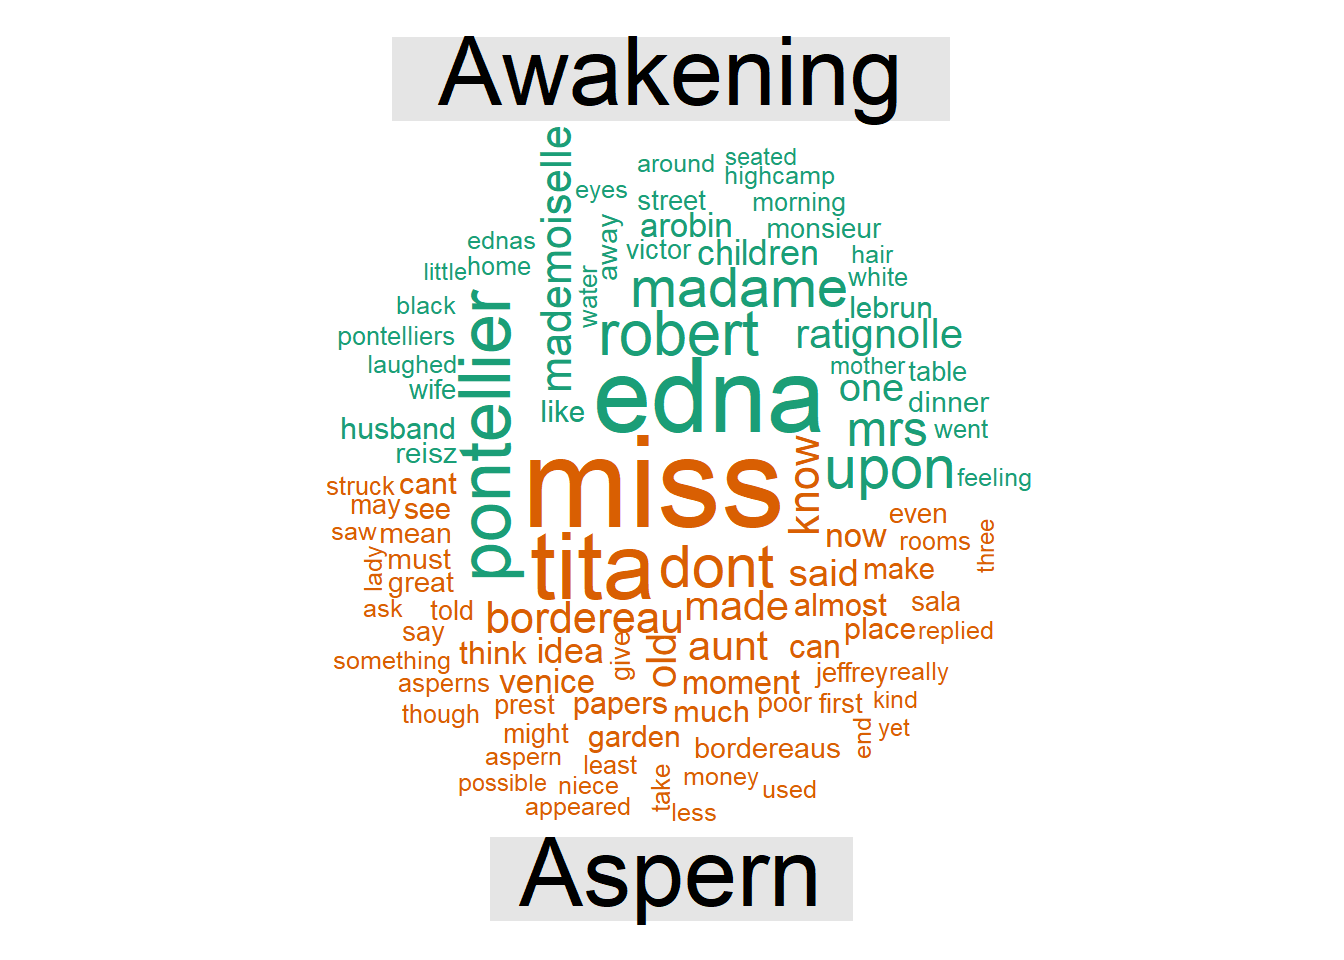 Awakening
mademoiselle
around
seated
highcamp
eyes
street
morning
arobin
monsieur
ednas
away
victor
children
hair
little
home
water
madame
white
black
pontellier
lebrun
pontelliers
robert
ratignolle
laughed
mother
table
wife
edna
one
dinner
like
husband
mrs
went
reisz
upon
feeling
struck
cant
miss
know
may
see
even
saw
mean
now
rooms
three
lady
must
tita
dont
said
make
great
ask
told
bordereau
made
almost
sala
say
place
replied
something
think
idea
give
old
aunt
can
asperns
venice
moment
jeffrey
really
though
prest
papers
much
poor
first
kind
might
garden
bordereaus
end
yet
aspern
least
possible
niece
take
money
used
appeared
less
Aspern